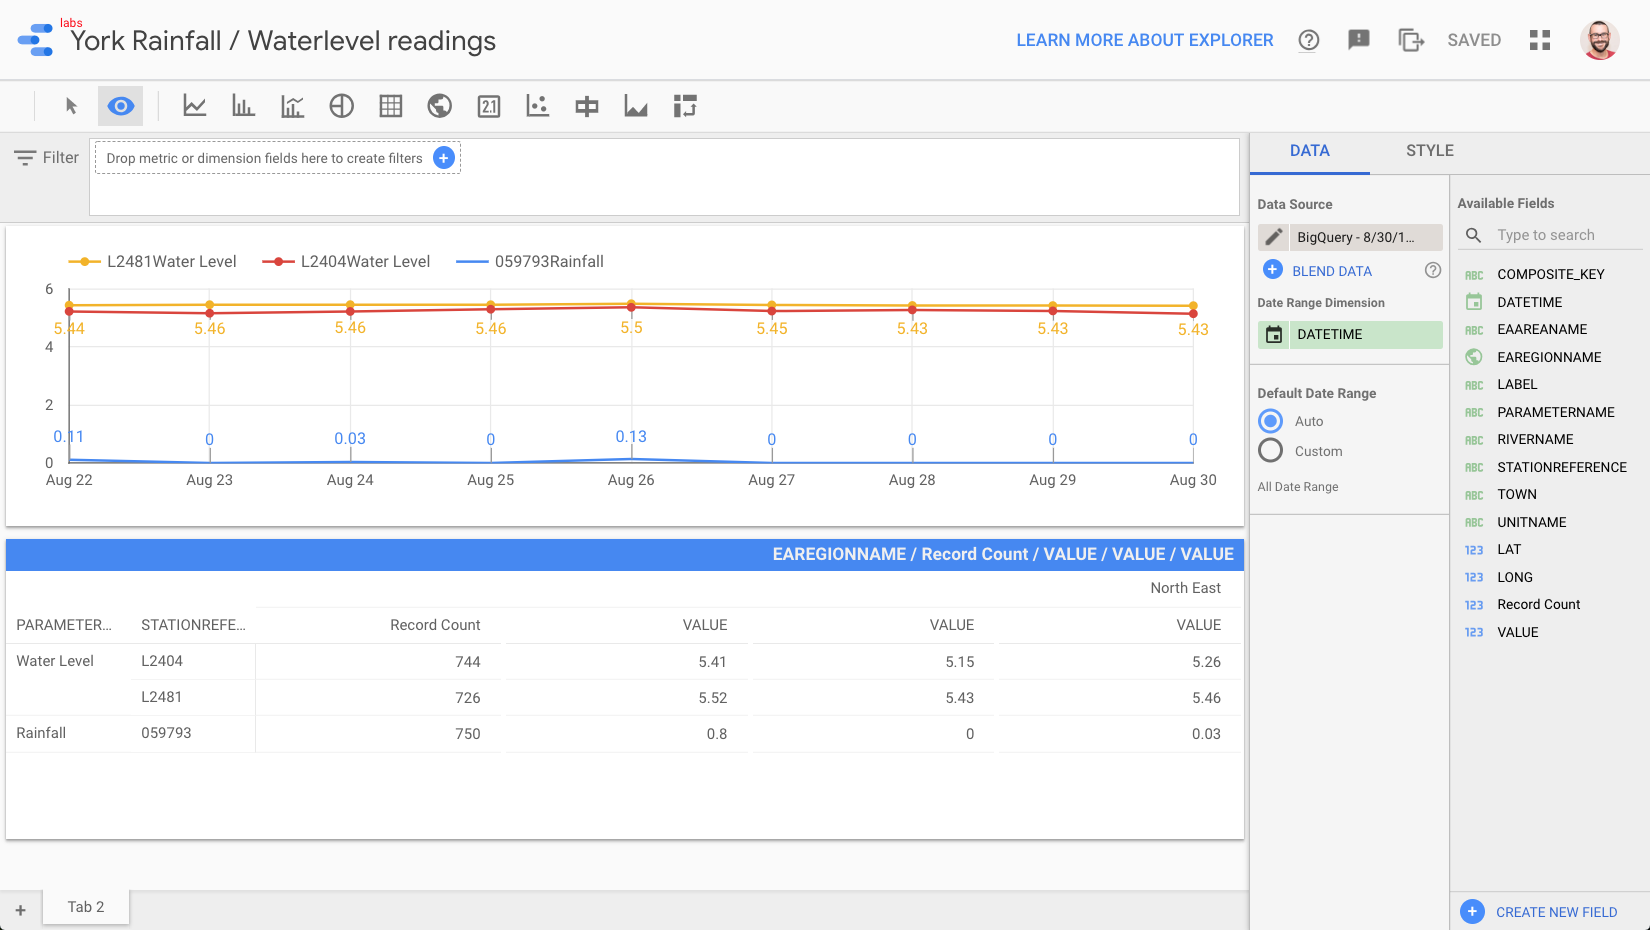 labs
York Rainfall / Waterlevel readings
LEARN MORE ABOUT EXPLORER
SAVED
2.1
Filter
Drop metric or dimension fields here to create filters
L2481Water Level L2404Water Level 059793Rainfall
6
5.44 5.46 5.46 5.46 5.5 5.45 5.43 5.43 5.43
4
2
0.11 0 0.03 0 0.13 0 0 0 0
0
Aug 22 Aug 23 Aug 24 Aug 25 Aug 26 Aug 27 Aug 28 Aug 29 Aug 30
EAREGIONNAME / Record Count / VALUE / VALUE / VALUE
North East
PARAMETER... STATIONREFE... Record Count VALUE VALUE VALUE
Water Level L2404 744 5.41 5.15 5.26
L2481 726 5.52 5.43 5.46
Rainfall 059793 750 0.8 0 0.03
+ Tab 2
DATA STYLE
Data Source
BigQuery - 8/30/1...
BLEND DATA
Date Range Dimension
DATETIME
Default Date Range
Auto
Custom
All Date Range
Available Fields
Type to search
ABC COMPOSITE_KEY
DATETIME
ABC EAAREANAME
EAREGIONNAME
ABC LABEL
ABC PARAMETERNAME
ABC RIVERNAME
ABC STATIONREFERENCE
ABC TOWN
ABC UNITNAME
123 LAT
123 LONG
123 Record Count
123 VALUE
CREATE NEW FIELD